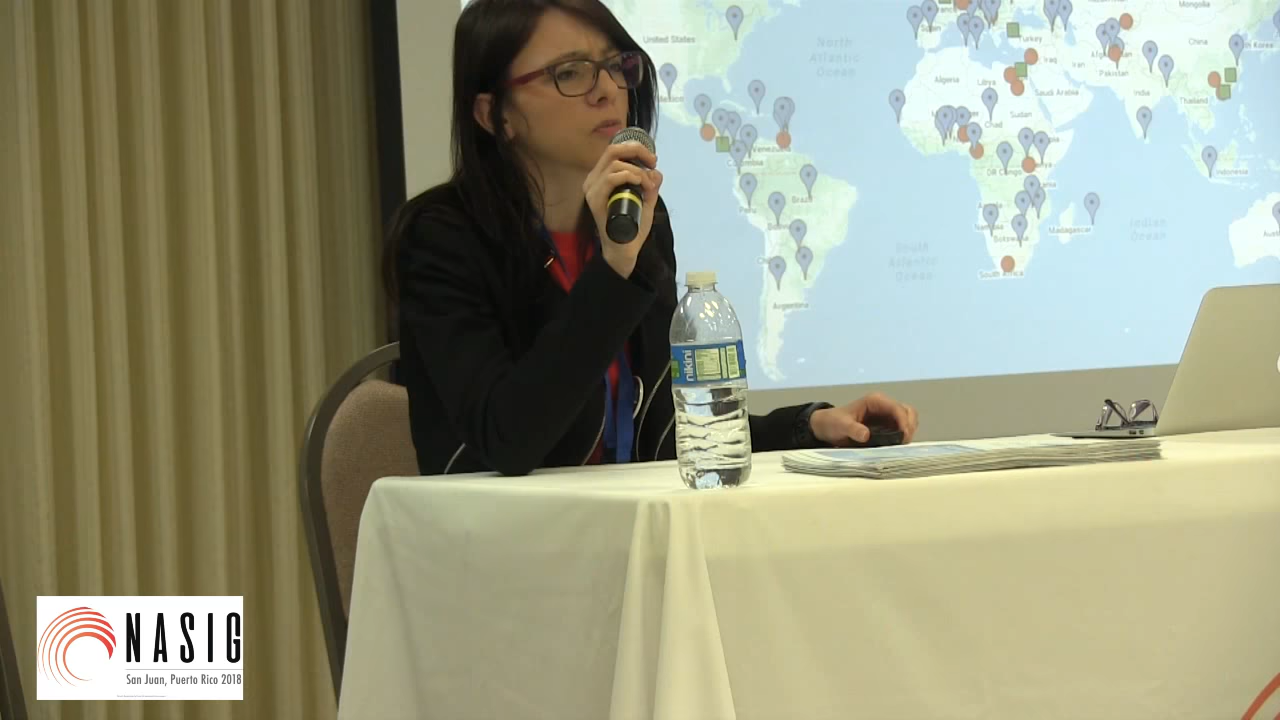 Mongolia
United States
North
Atlantic
Ocean
Turkey
China
Iraq
Iran
Algeria
Libya
Pakistan
Saudi Arabia
India
Thailand
Mexico
Chad
Sudan
Venezuela
Colombia
DR Congo
Indonesia
Peru
Brazil
Namibia
Botswana
Madagascar
Indian
Ocean
South
Atlantic
Ocean
South Africa
Argentina
nikini
NASIG
San Juan, Puerto Rico 2018